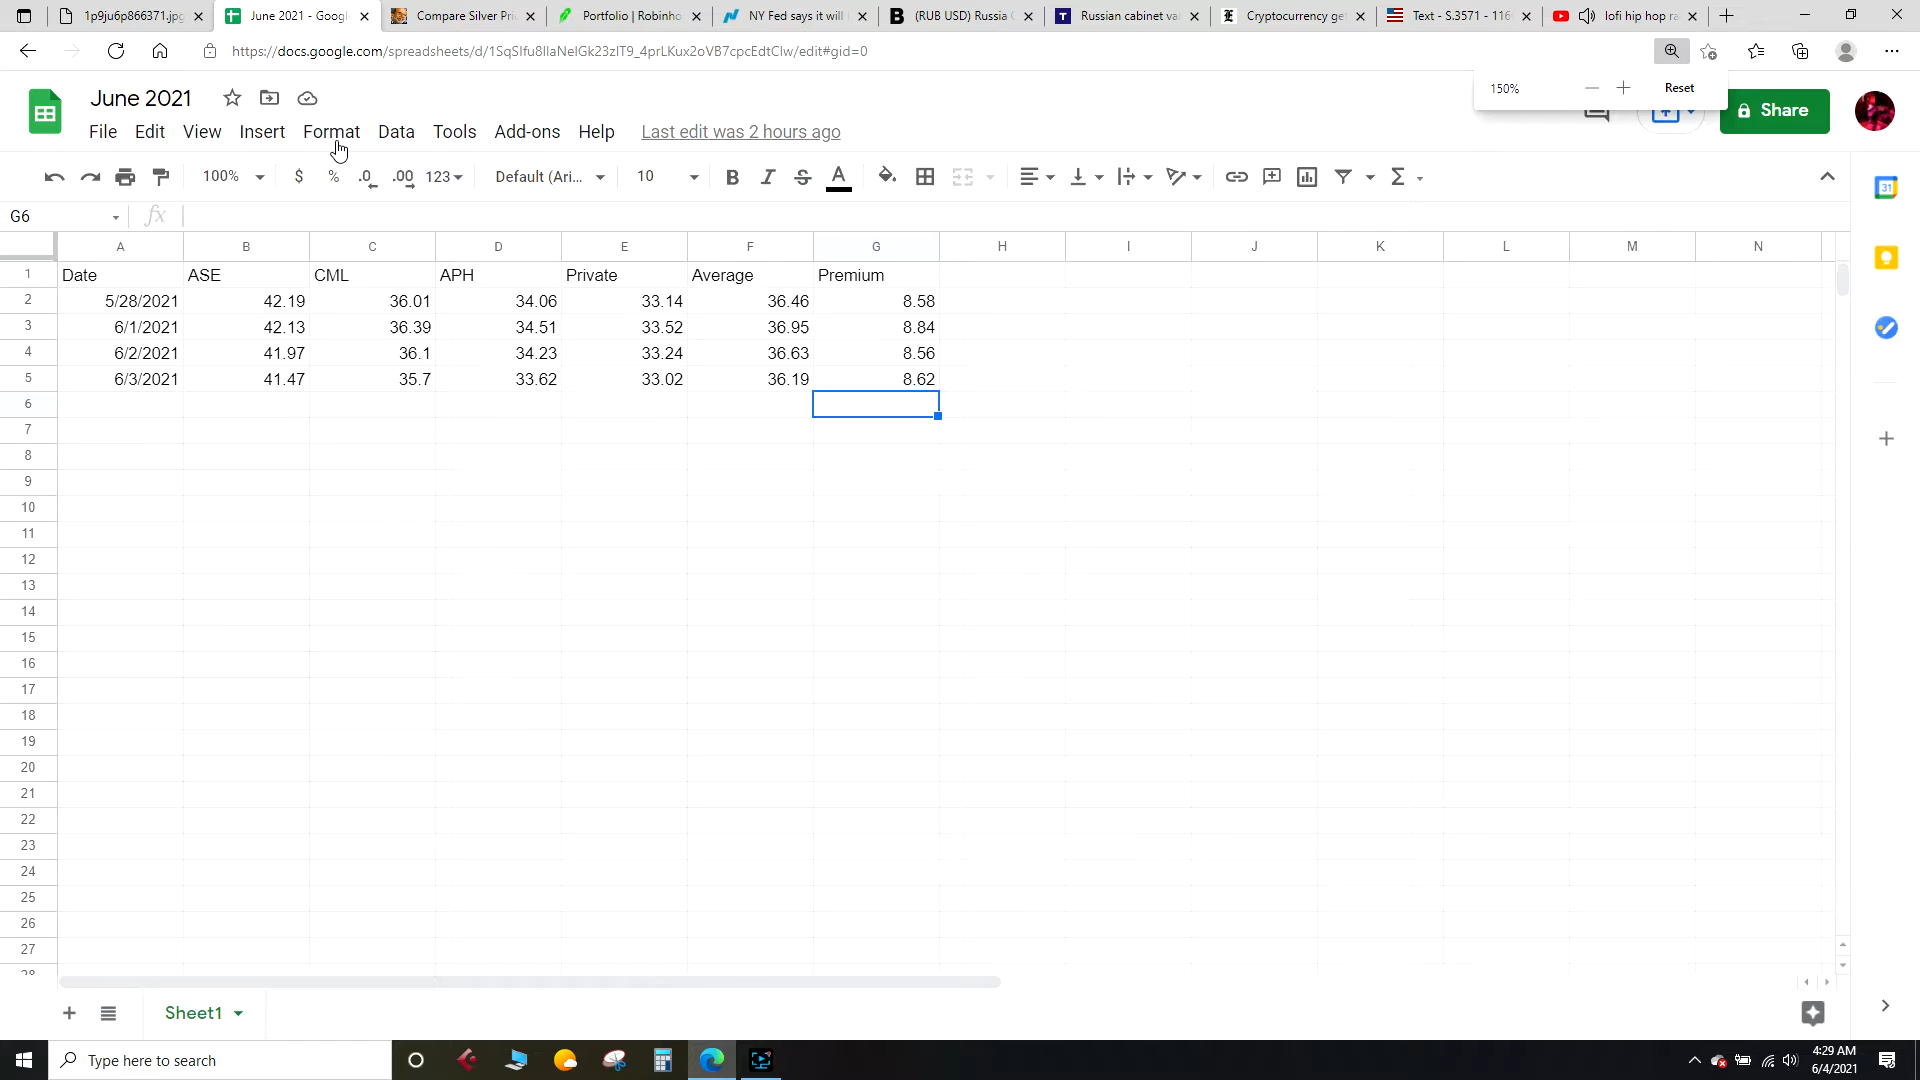 1p9ju6p866371.jpg
June 2021 - Googl
Compare Silver Pri
Portfolio | Robinho
NY Fed says it will
(RUB USD) Russia
Russian cabinet va
Cryptocurrency ge
Text - S.3571 - 116
lofi hip hop ra
https://docs.google.com/spreadsheets/d/1SqSIfu8IIaNelGk23zIT9_4prLKux2oVB7cpcEdtCIw/edit#gid=0
150% Reset
June 2021
Share
File Edit View Insert Format Data Tools Add-ons Help Last edit was 2 hours ago
100% $ % .0 .00 123 Default (Ari... 10 B I S A Σ
31
G6 fx
A B C D E F G H I J K L M N
1 Date ASE CML APH Private Average Premium
2 5/28/2021 42.19 36.01 34.06 33.14 36.46 8.58
3 6/1/2021 42.13 36.39 34.51 33.52 36.95 8.84
4 6/2/2021 41.97 36.1 34.23 33.24 36.63 8.56
5 6/3/2021 41.47 35.7 33.62 33.02 36.19 8.62
6
7
8
9
10
11
12
13
14
15
16
17
18
19
20
21
22
23
24
25
26
27
28
Sheet1
Type here to search
4:29 AM
6/4/2021